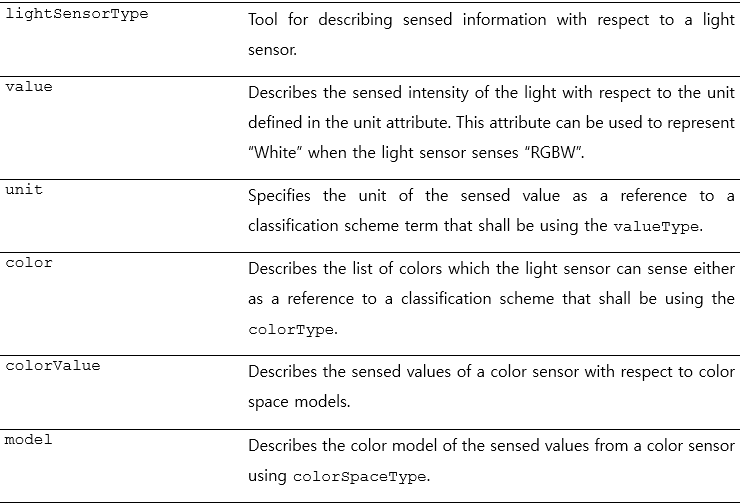 lightSensorType
Tool for describing sensed information with respect to a light
sensor.
value
Describes the sensed intensity of the light with respect to the unit
defined in the unit attribute. This attribute can be used to represent
“White” when the light sensor senses “RGBW”.
unit
Specifies the unit of the sensed value as a reference to a
classification scheme term that shall be using the valueType.
color
Describes the list of colors which the light sensor can sense either
as a reference to a classification scheme that shall be using the
colorType.
colorValue
Describes the sensed values of a color sensor with respect to color
space models.
model
Describes the color model of the sensed values from a color sensor
using colorSpaceType.